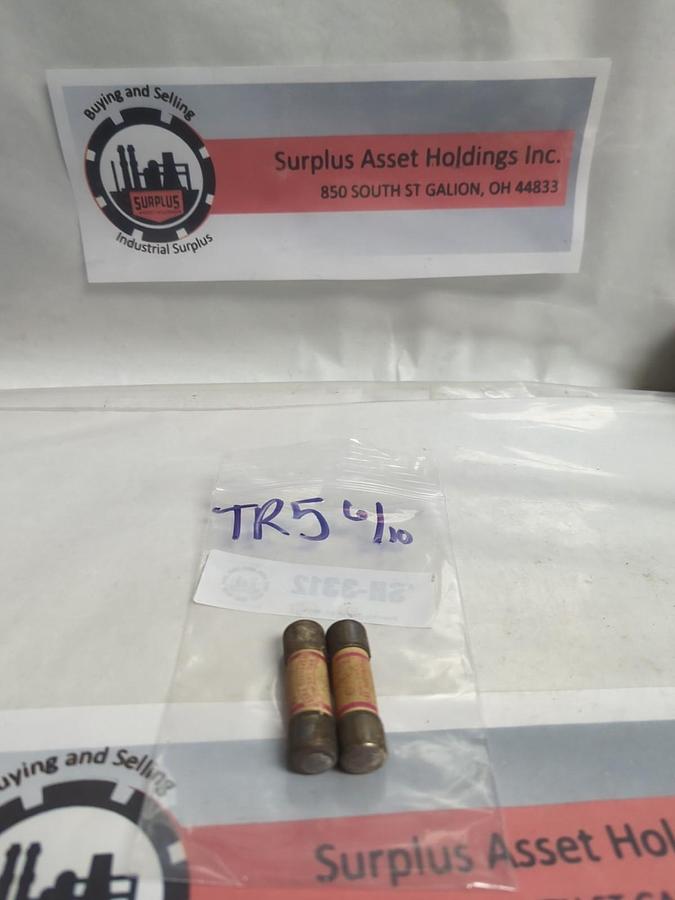 Buying and Selling
SURPLUS
Industrial Surplus
Surplus Asset Holdings Inc.
850 SOUTH ST GALION, OH 44833
TR5 6/10
SH-3312
uying and Selling
Surplus Asset Hol